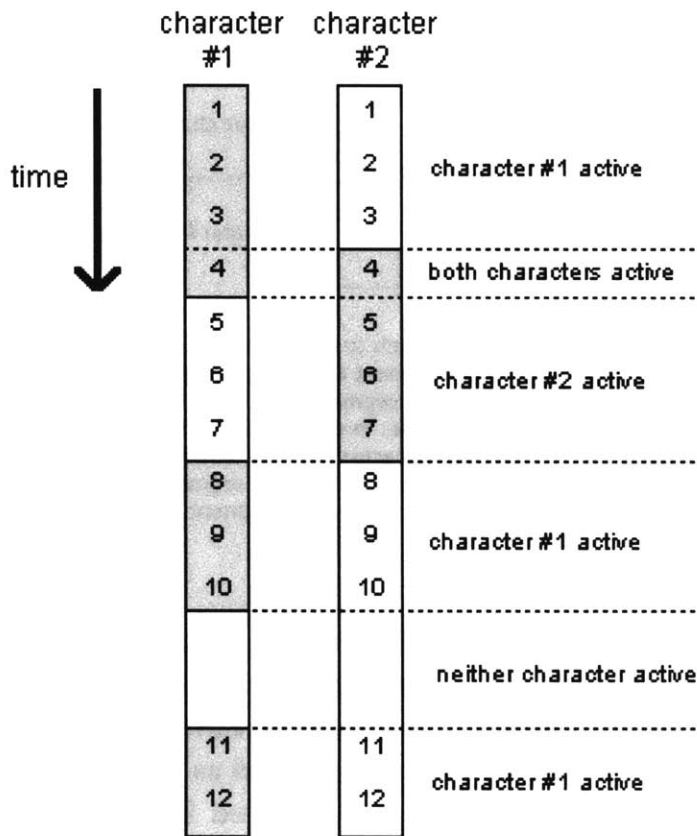 character character
#1 #2
1 1
2 2 character #1 active
time
3 3
4 4 both characters active
5 5
6 6 character #2 active
7 7
8 8
9 9 character #1 active
10 10
neither character active
11 11
character #1 active
12 12